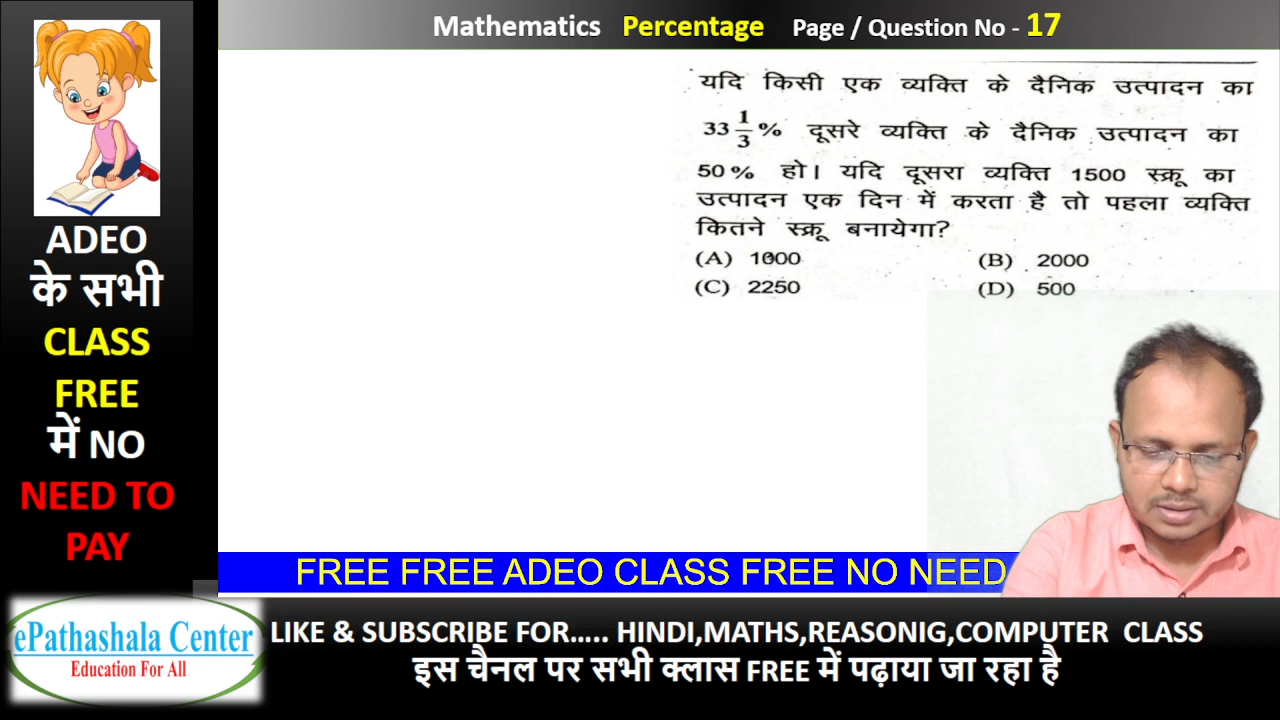 Mathematics Percentage Page / Question No - 17
यदि किसी एक व्यक्ति के दैनिक उत्पादन का
33 1/3 % दूसरे व्यक्ति के दैनिक उत्पादन का
50 % हो। यदि दूसरा व्यक्ति 1500 स्क्रू का
उत्पादन एक दिन में करता है तो पहला व्यक्ति
कितने स्क्रू बनायेगा?
(A) 1000 (B) 2000
(C) 2250 (D) 500
ADEO
के सभी
CLASS
FREE
में NO
NEED TO
PAY
FREE FREE ADEO CLASS FREE NO NEED
ePathashala Center
Education For All
LIKE & SUBSCRIBE FOR..... HINDI,MATHS,REASONIG,COMPUTER CLASS
इस चैनल पर सभी क्लास FREE में पढ़ाया जा रहा है